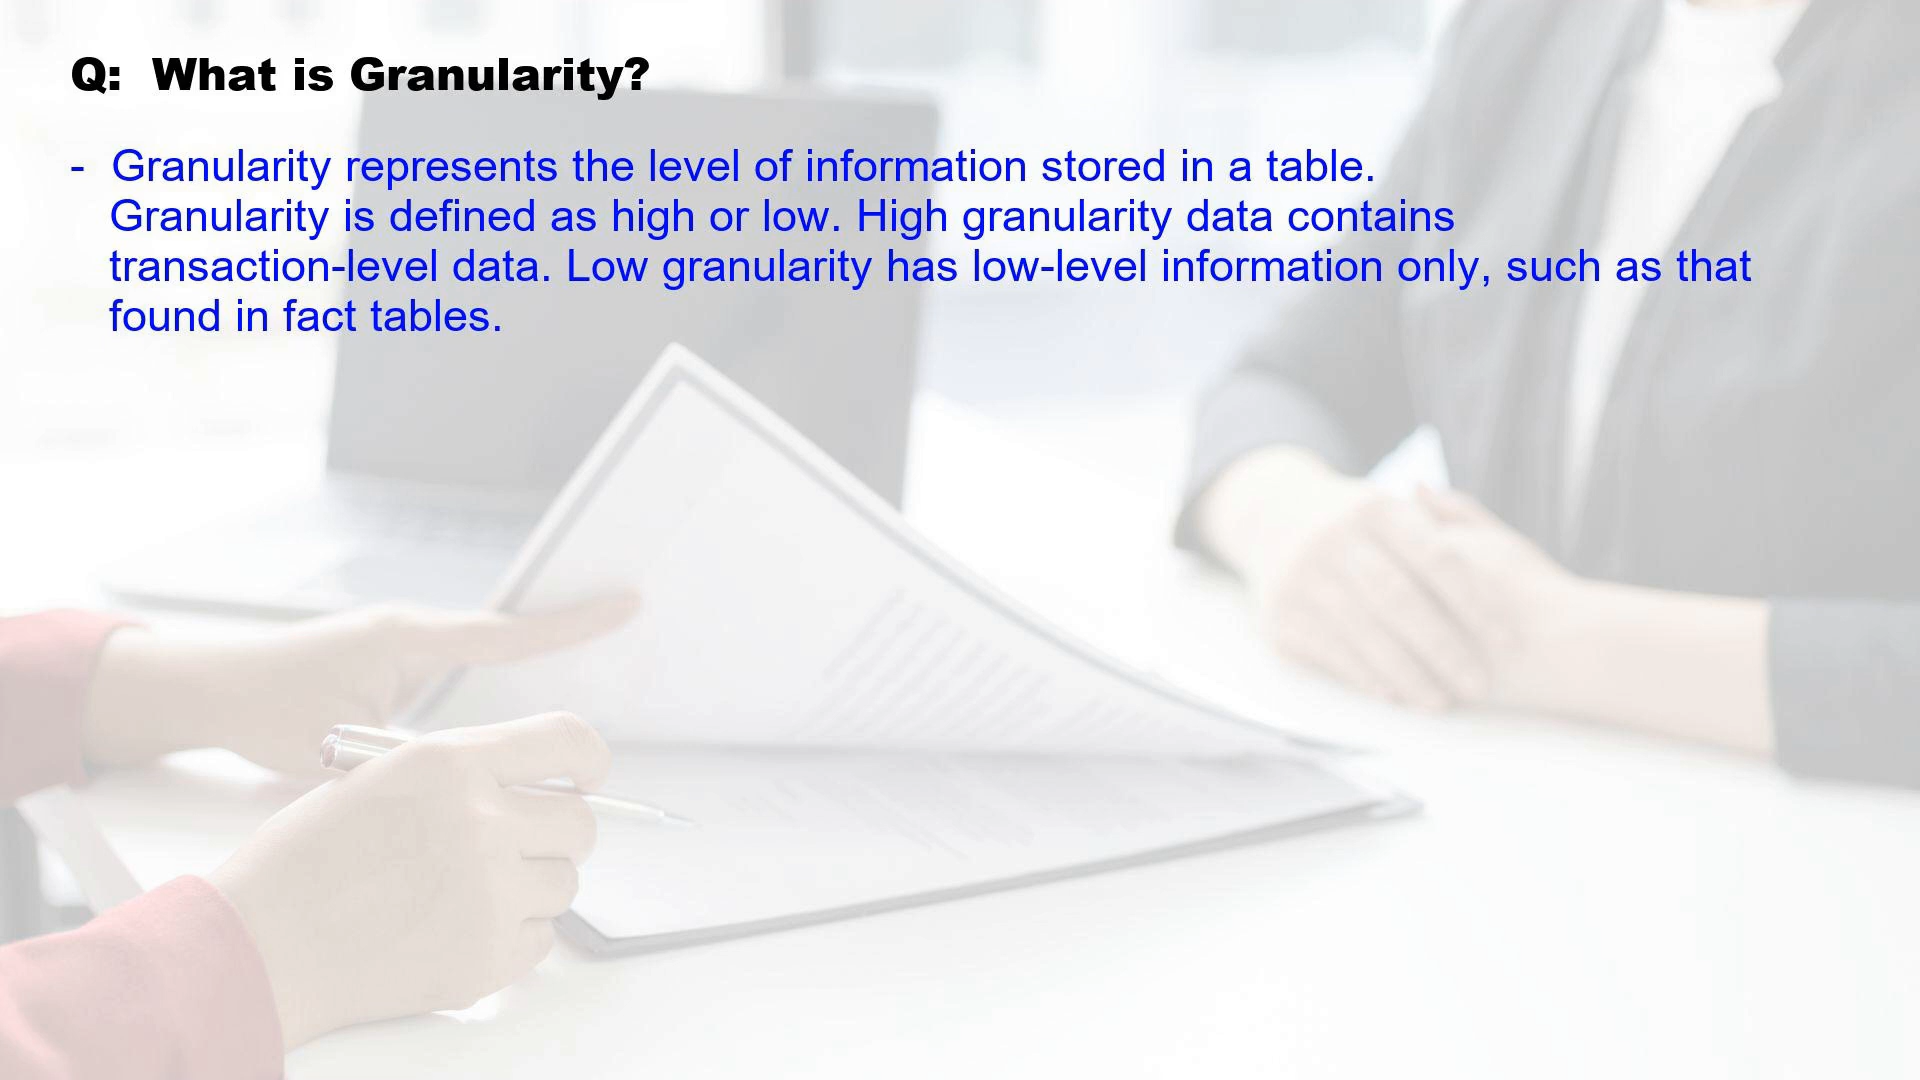 Q: What is Granularity?
- Granularity represents the level of information stored in a table.
Granularity is defined as high or low. High granularity data contains
transaction-level data. Low granularity has low-level information only, such as that
found in fact tables.